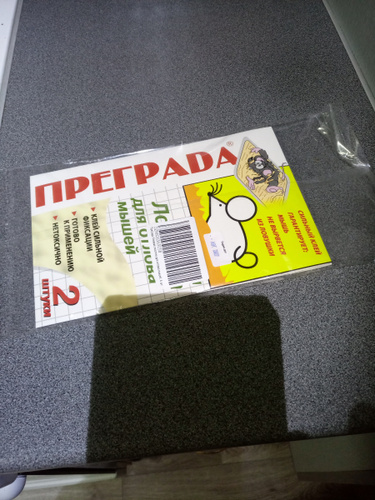 ПРЕГРАДА®
для отлова
мышей
▸ КЛЕЙ СИЛЬНОЙ
ФИКСАЦИИ
▸ ГОТОВО
К ПРИМЕНЕНИЮ
▸ НЕТОКСИЧНО
2
ШТУКИ
СИЛЬНЫЙ КЛЕЙ
ГАРАНТИРУЕТ:
МЫШЬ
НЕ ВЫРВЕТСЯ
ИЗ ЛОВУШКИ